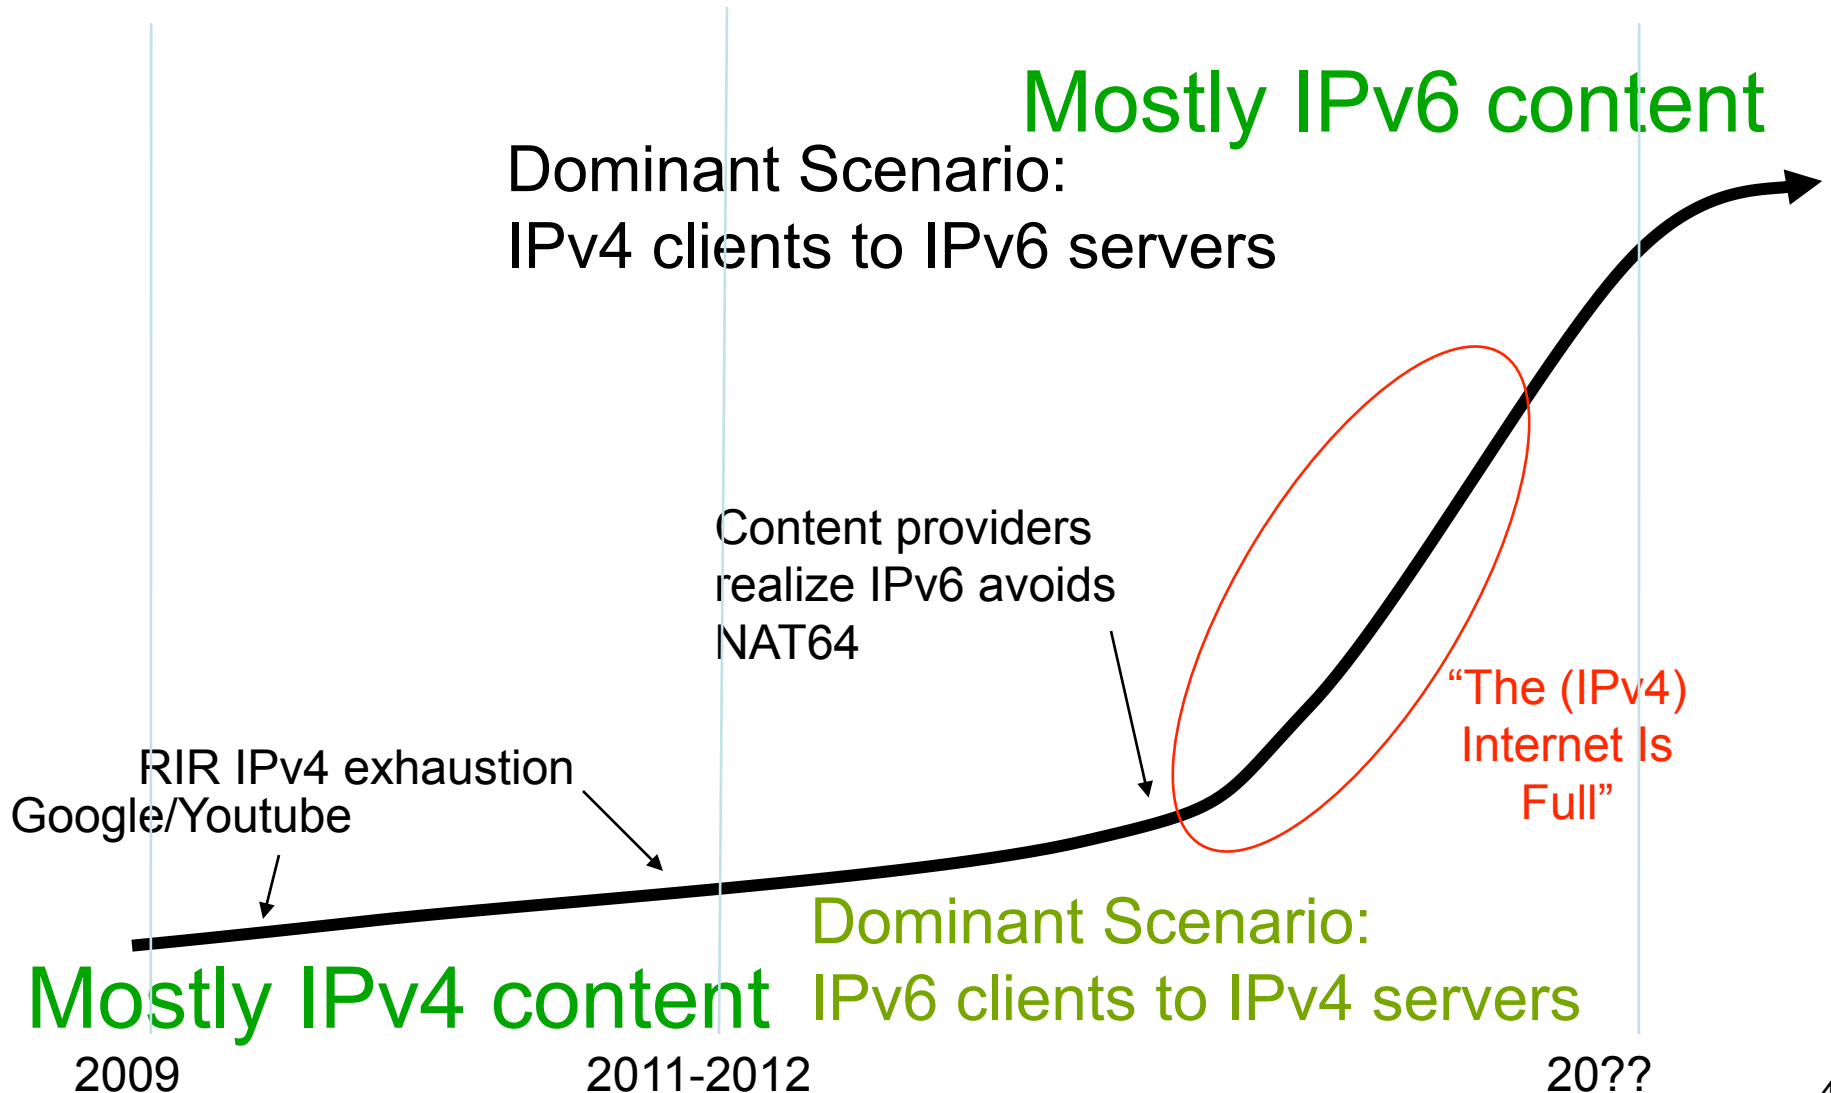 Mostly IPv6 content
Dominant Scenario:
IPv4 clients to IPv6 servers
Content providers
realize IPv6 avoids
NAT64
“The (IPv4)
Internet Is
Full”
RIR IPv4 exhaustion
Google/Youtube
Dominant Scenario:
IPv6 clients to IPv4 servers
Mostly IPv4 content
2009
2011-2012
20??